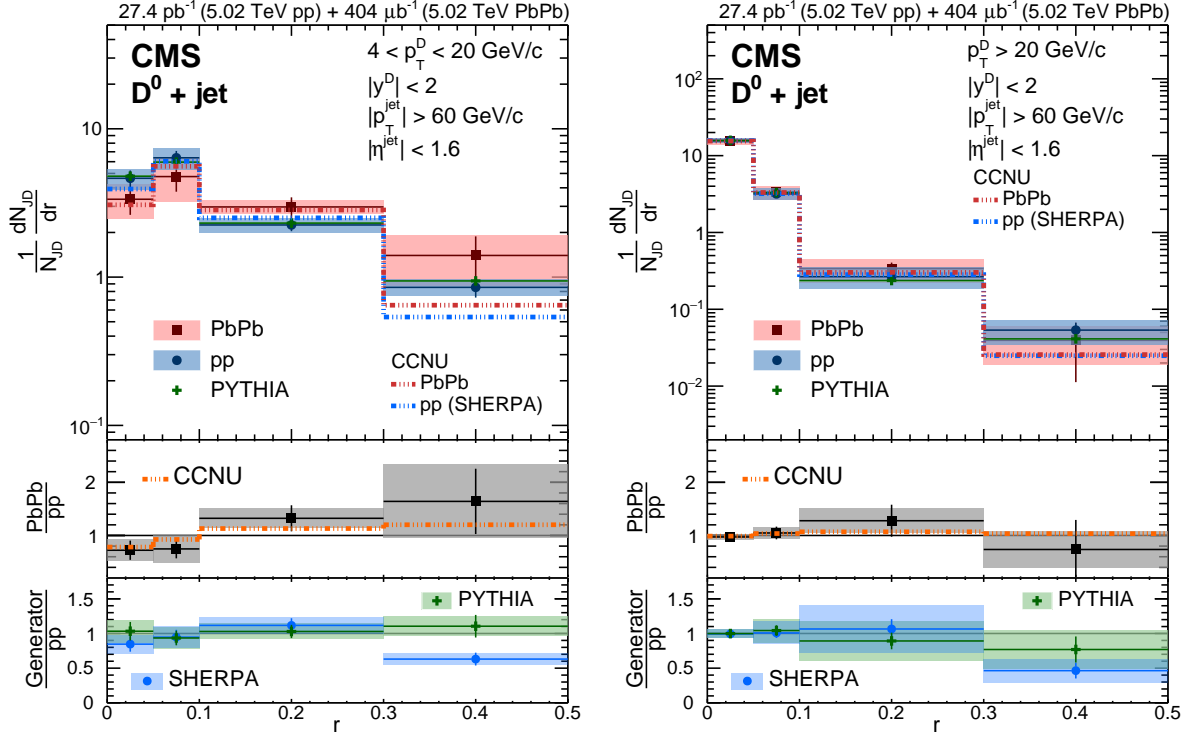 27.4 pb⁻¹ (5.02 TeV pp) + 404 μb⁻¹ (5.02 TeV PbPb)
CMS
D⁰ + jet
4 < p_T^D < 20 GeV/c
|y^D| < 2
|p_T^jet| > 60 GeV/c
|η^jet| < 1.6
10
1
10⁻¹
1/N_JD dN_JD/dr
PbPb
pp
PYTHIA
CCNU
PbPb
pp (SHERPA)
CCNU
2
1
PbPb/pp
PYTHIA
1.5
1
0.5
0
Generator/pp
SHERPA
0 0.1 0.2 0.3 0.4 0.5
r
27.4 pb⁻¹ (5.02 TeV pp) + 404 μb⁻¹ (5.02 TeV PbPb)
CMS
D⁰ + jet
p_T^D > 20 GeV/c
|y^D| < 2
|p_T^jet| > 60 GeV/c
|η^jet| < 1.6
CCNU
PbPb
pp (SHERPA)
10²
10
1
10⁻¹
10⁻²
1/N_JD dN_JD/dr
PbPb
pp
PYTHIA
CCNU
2
1
PbPb/pp
PYTHIA
1.5
1
0.5
0
Generator/pp
SHERPA
0 0.1 0.2 0.3 0.4 0.5
r